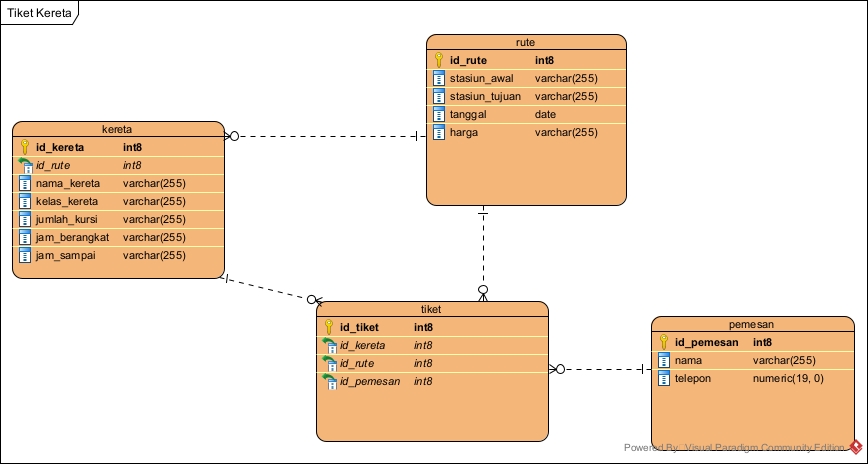 Tiket Kereta
rute
id_rute int8
stasiun_awal varchar(255)
stasiun_tujuan varchar(255)
tanggal date
harga varchar(255)
kereta
id_kereta int8
id_rute int8
nama_kereta varchar(255)
kelas_kereta varchar(255)
jumlah_kursi varchar(255)
jam_berangkat varchar(255)
jam_sampai varchar(255)
tiket
id_tiket int8
id_kereta int8
id_rute int8
id_pemesan int8
pemesan
id_pemesan int8
nama varchar(255)
telepon numeric(19, 0)
Powered By: Visual Paradigm Community Edition